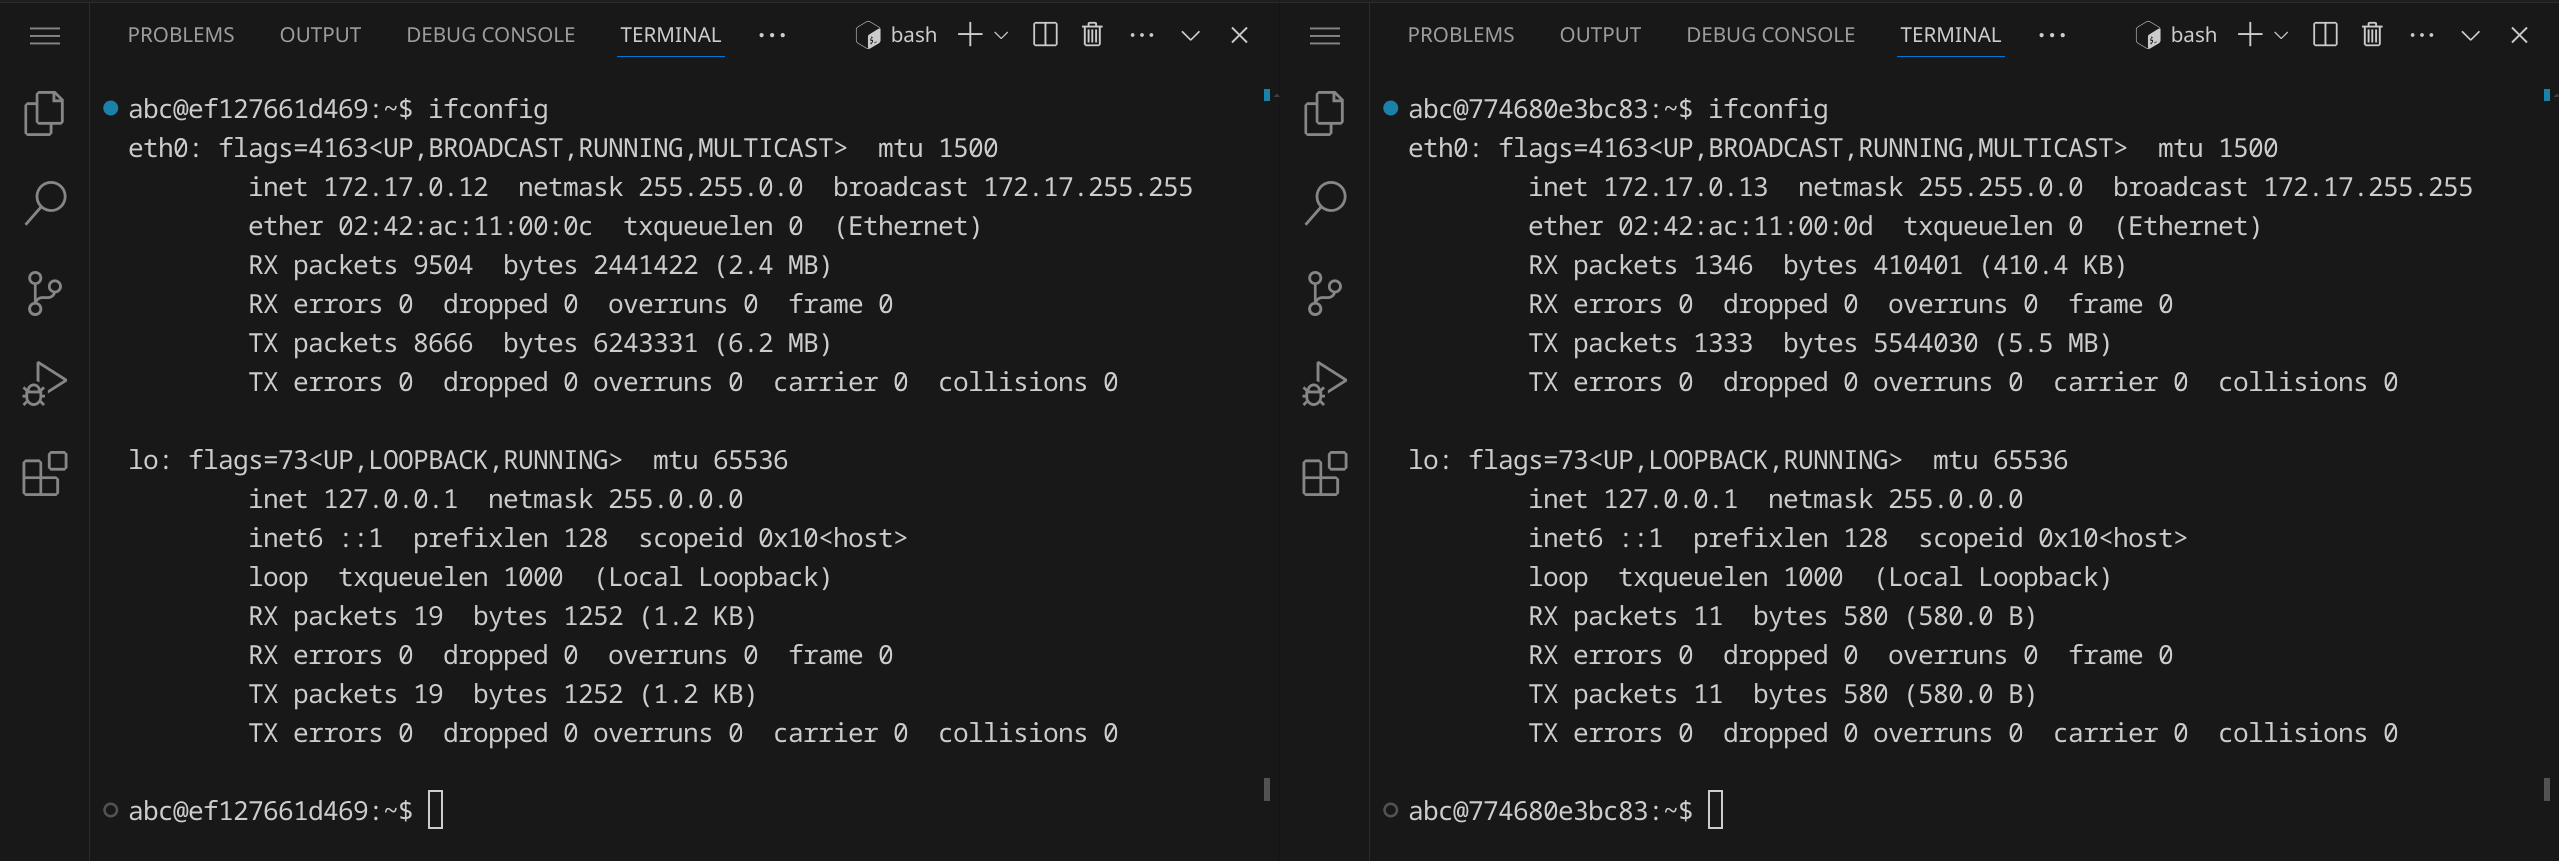 PROBLEMS OUTPUT DEBUG CONSOLE TERMINAL ··· bash
abc@ef127661d469:~$ ifconfig
eth0: flags=4163<UP,BROADCAST,RUNNING,MULTICAST>  mtu 1500
        inet 172.17.0.12  netmask 255.255.0.0  broadcast 172.17.255.255
        ether 02:42:ac:11:00:0c  txqueuelen 0  (Ethernet)
        RX packets 9504  bytes 2441422 (2.4 MB)
        RX errors 0  dropped 0  overruns 0  frame 0
        TX packets 8666  bytes 6243331 (6.2 MB)
        TX errors 0  dropped 0 overruns 0  carrier 0  collisions 0

lo: flags=73<UP,LOOPBACK,RUNNING>  mtu 65536
        inet 127.0.0.1  netmask 255.0.0.0
        inet6 ::1  prefixlen 128  scopeid 0x10<host>
        loop  txqueuelen 1000  (Local Loopback)
        RX packets 19  bytes 1252 (1.2 KB)
        RX errors 0  dropped 0  overruns 0  frame 0
        TX packets 19  bytes 1252 (1.2 KB)
        TX errors 0  dropped 0 overruns 0  carrier 0  collisions 0

abc@ef127661d469:~$
PROBLEMS OUTPUT DEBUG CONSOLE TERMINAL ··· bash
abc@774680e3bc83:~$ ifconfig
eth0: flags=4163<UP,BROADCAST,RUNNING,MULTICAST>  mtu 1500
        inet 172.17.0.13  netmask 255.255.0.0  broadcast 172.17.255.255
        ether 02:42:ac:11:00:0d  txqueuelen 0  (Ethernet)
        RX packets 1346  bytes 410401 (410.4 KB)
        RX errors 0  dropped 0  overruns 0  frame 0
        TX packets 1333  bytes 5544030 (5.5 MB)
        TX errors 0  dropped 0 overruns 0  carrier 0  collisions 0

lo: flags=73<UP,LOOPBACK,RUNNING>  mtu 65536
        inet 127.0.0.1  netmask 255.0.0.0
        inet6 ::1  prefixlen 128  scopeid 0x10<host>
        loop  txqueuelen 1000  (Local Loopback)
        RX packets 11  bytes 580 (580.0 B)
        RX errors 0  dropped 0  overruns 0  frame 0
        TX packets 11  bytes 580 (580.0 B)
        TX errors 0  dropped 0 overruns 0  carrier 0  collisions 0

abc@774680e3bc83:~$